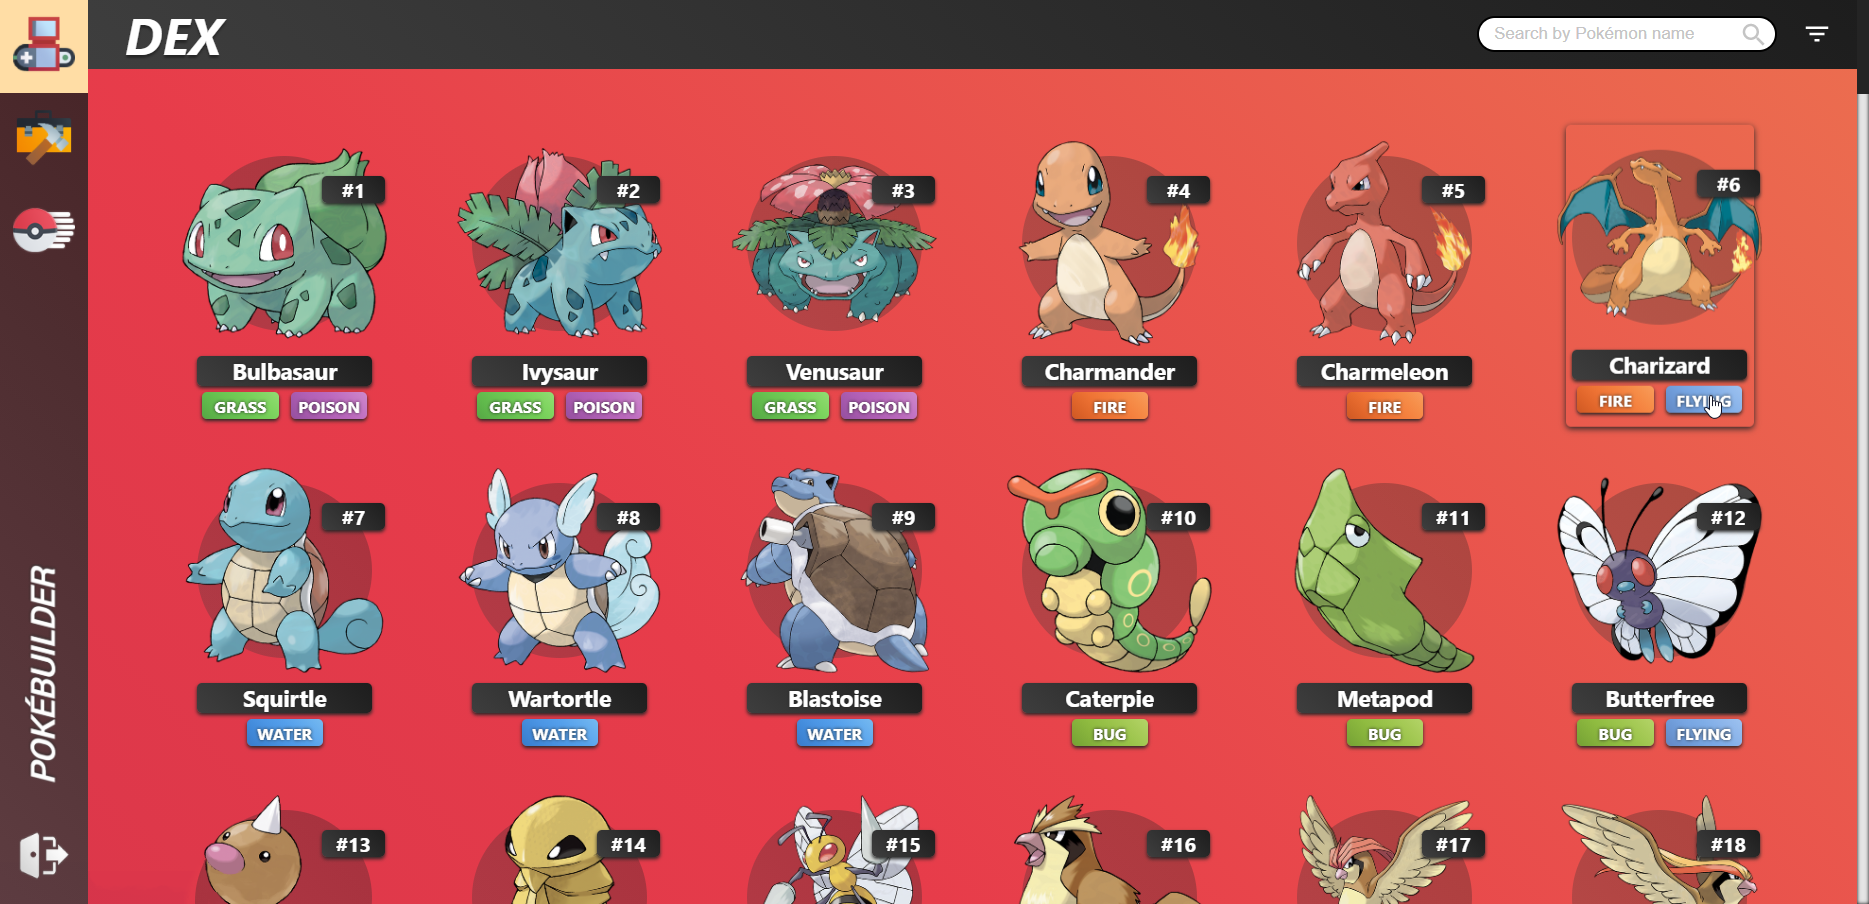 DEX
Search by Pokémon name
#1
#2
#3
#4
#5
#6
Bulbasaur
Ivysaur
Venusaur
Charmander
Charmeleon
Charizard
GRASS POISON
GRASS POISON
GRASS POISON
FIRE
FIRE
FIRE FLYING
#7
#8
#9
#10
#11
#12
Squirtle
Wartortle
Blastoise
Caterpie
Metapod
Butterfree
WATER
WATER
WATER
BUG
BUG
BUG FLYING
#13
#14
#15
#16
#17
#18
POKÉBUILDER